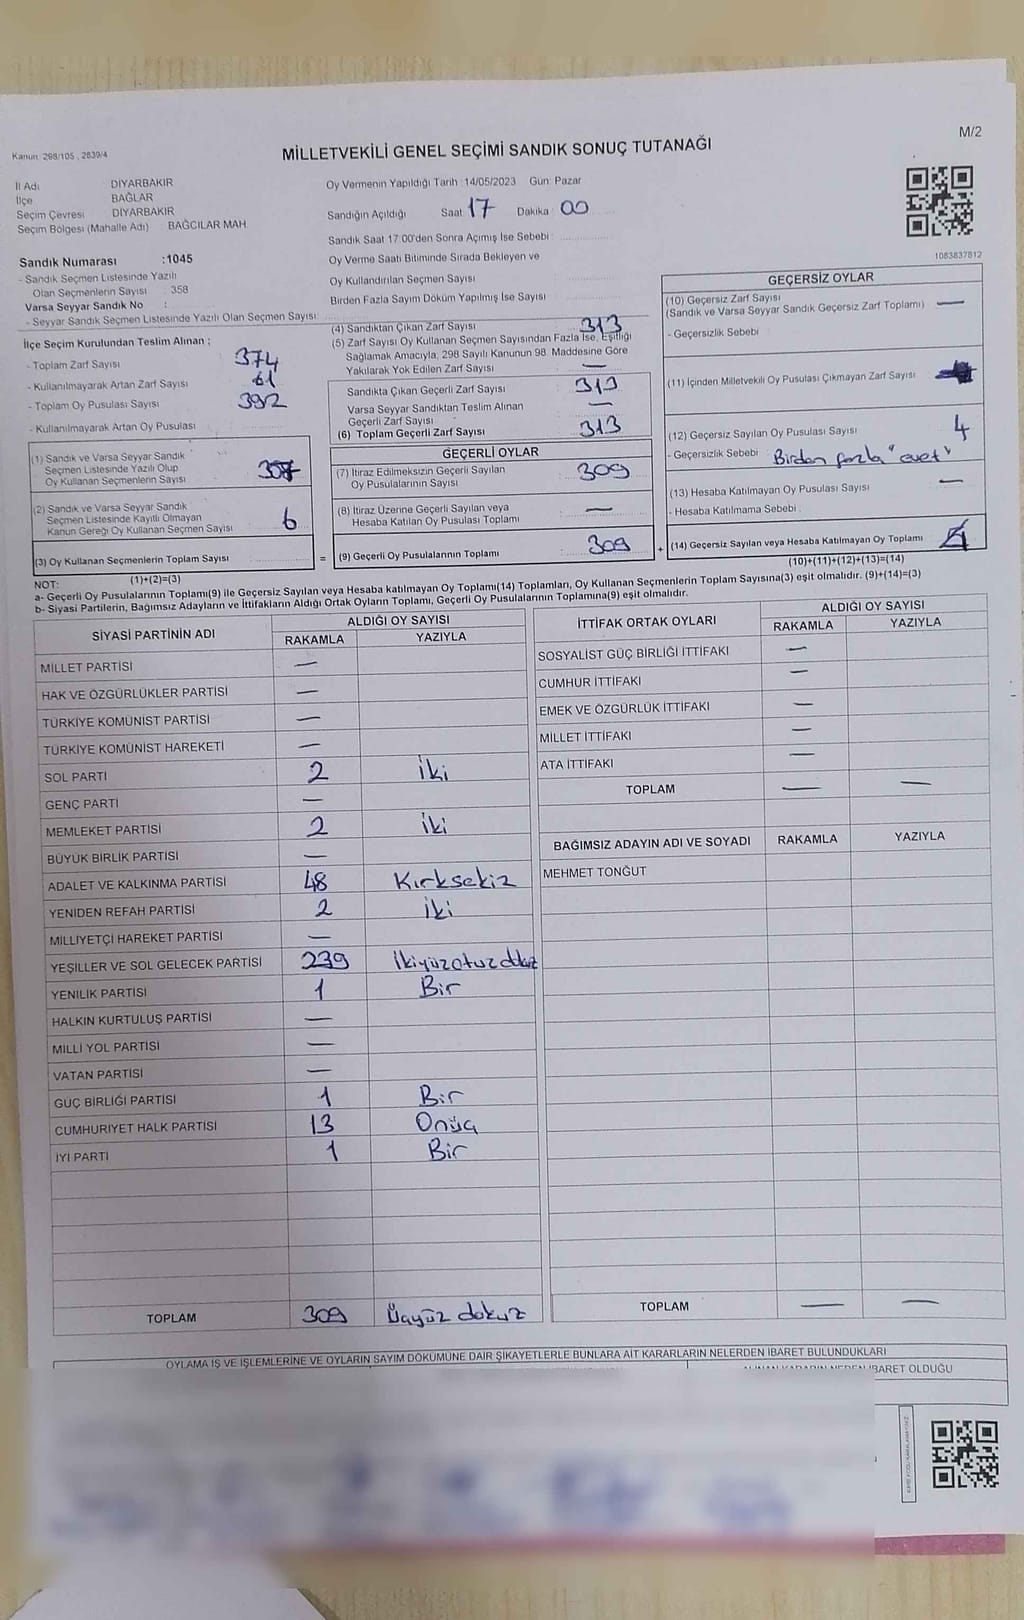 M/2
Kanun: 298/105 , 2839/4
MİLLETVEKİLİ GENEL SEÇİMİ SANDIK SONUÇ TUTANAĞI
İl Adı : DİYARBAKIR
İlçe : BAĞLAR
Seçim Çevresi : DİYARBAKIR
Seçim Bölgesi (Mahalle Adı) : BAĞCILAR MAH.
Sandık Numarası :1045
- Sandık Seçmen Listesinde Yazılı
Olan Seçmenlerin Sayısı : 358
Varsa Seyyar Sandık No :
- Seyyar Sandık Seçmen Listesinde Yazılı Olan Seçmen Sayısı :
Oy Vermenin Yapıldığı Tarih :14/05/2023 Gün: Pazar
Sandığın Açıldığı Saat 17 Dakika 00
Sandık Saat 17:00'den Sonra Açımış İse Sebebi :
Oy Verme Saati Bitiminde Sırada Bekleyen ve
Oy Kullandırılan Seçmen Sayısı :
Birden Fazla Sayım Döküm Yapılmış İse Sayısı :
1083837812
İlçe Seçim Kurulundan Teslim Alınan ;
- Toplam Zarf Sayısı : 374
- Kullanılmayarak Artan Zarf Sayısı : 61
- Toplam Oy Pusulası Sayısı : 392
- Kullanılmayarak Artan Oy Pusulası :
(1) Sandık ve Varsa Seyyar Sandık
Seçmen Listesinde Yazılı Olup
Oy Kullanan Seçmenlerin Sayısı : 307
(2) Sandık ve Varsa Seyyar Sandık
Seçmen Listesinde Kayıtlı Olmayan
Kanun Gereği Oy Kullanan Seçmen Sayısı : 6
(3) Oy Kullanan Seçmenlerin Toplam Sayısı :
(1)+(2)=(3)
(4) Sandıktan Çıkan Zarf Sayısı : 313
(5) Zarf Sayısı Oy Kullanan Seçmen Sayısından Fazla İse, Eşitliği
Sağlamak Amacıyla, 298 Sayılı Kanunun 98. Maddesine Göre
Yakılarak Yok Edilen Zarf Sayısı : —
Sandıkta Çıkan Geçerli Zarf Sayısı : 313
Varsa Seyyar Sandıktan Teslim Alınan
Geçerli Zarf Sayısı : —
(6) Toplam Geçerli Zarf Sayısı : 313
GEÇERLİ OYLAR
(7) İtiraz Edilmeksizin Geçerli Sayılan
Oy Pusulalarının Sayısı : 309
(8) İtiraz Üzerine Geçerli Sayılan veya
Hesaba Katılan Oy Pusulası Toplamı : —
= (9) Geçerli Oy Pusulalarının Toplamı : 309
GEÇERSİZ OYLAR
(10) Geçersiz Zarf Sayısı : —
(Sandık ve Varsa Seyyar Sandık Geçersiz Zarf Toplamı)
- Geçersizlik Sebebi :
(11) İçinden Milletvekili Oy Pusulası Çıkmayan Zarf Sayısı :
(12) Geçersiz Sayılan Oy Pusulası Sayısı : 4
- Geçersizlik Sebebi : Birden fazla "evet"
(13) Hesaba Katılmayan Oy Pusulası Sayısı : —
- Hesaba Katılmama Sebebi :
+ (14) Geçersiz Sayılan veya Hesaba Katılmayan Oy Toplamı : 4
(10)+(11)+(12)+(13)=(14)
NOT:
a- Geçerli Oy Pusulalarının Toplamı(9) ile Geçersiz Sayılan veya Hesaba katılmayan Oy Toplamı(14) Toplamları, Oy Kullanan Seçmenlerin Toplam Sayısına(3) eşit olmalıdır. (9)+(14)=(3)
b- Siyasi Partilerin, Bağımsız Adayların ve İttifakların Aldığı Ortak Oyların Toplamı, Geçerli Oy Pusulalarının Toplamına(9) eşit olmalıdır.
SİYASİ PARTİNİN ADI ALDIĞI OY SAYISI
RAKAMLA YAZIYLA
MİLLET PARTİSİ —
HAK VE ÖZGÜRLÜKLER PARTİSİ —
TÜRKİYE KOMÜNİST PARTİSİ —
TÜRKİYE KOMÜNİST HAREKETİ —
SOL PARTİ 2 İki
GENÇ PARTİ —
MEMLEKET PARTİSİ 2 İki
BÜYÜK BİRLİK PARTİSİ —
ADALET VE KALKINMA PARTİSİ 48 Kırksekiz
YENİDEN REFAH PARTİSİ 2 İki
MİLLİYETÇİ HAREKET PARTİSİ —
YEŞİLLER VE SOL GELECEK PARTİSİ 239 İkiyüzotuzdokuz
YENİLİK PARTİSİ 1 Bir
HALKIN KURTULUŞ PARTİSİ —
MİLLİ YOL PARTİSİ —
VATAN PARTİSİ —
GÜÇ BİRLİĞİ PARTİSİ 1 Bir
CUMHURİYET HALK PARTİSİ 13 Onüç
İYİ PARTİ 1 Bir
TOPLAM 309 Üçyüz dokuz
İTTİFAK ORTAK OYLARI ALDIĞI OY SAYISI
RAKAMLA YAZIYLA
SOSYALİST GÜÇ BİRLİĞİ İTTİFAKI —
CUMHUR İTTİFAKI —
EMEK VE ÖZGÜRLÜK İTTİFAKI —
MİLLET İTTİFAKI —
ATA İTTİFAKI —
TOPLAM — —
BAĞIMSIZ ADAYIN ADI VE SOYADI RAKAMLA YAZIYLA
MEHMET TONĞUT
TOPLAM — —
OYLAMA İŞ VE İŞLEMLERİNE VE OYLARIN SAYIM DÖKÜMÜNE DAİR ŞİKAYETLERLE BUNLARA AİT KARARLARIN NELERDEN İBARET BULUNDUKLARI
ALINAN KARARIN NEDEN İBARET OLDUĞU